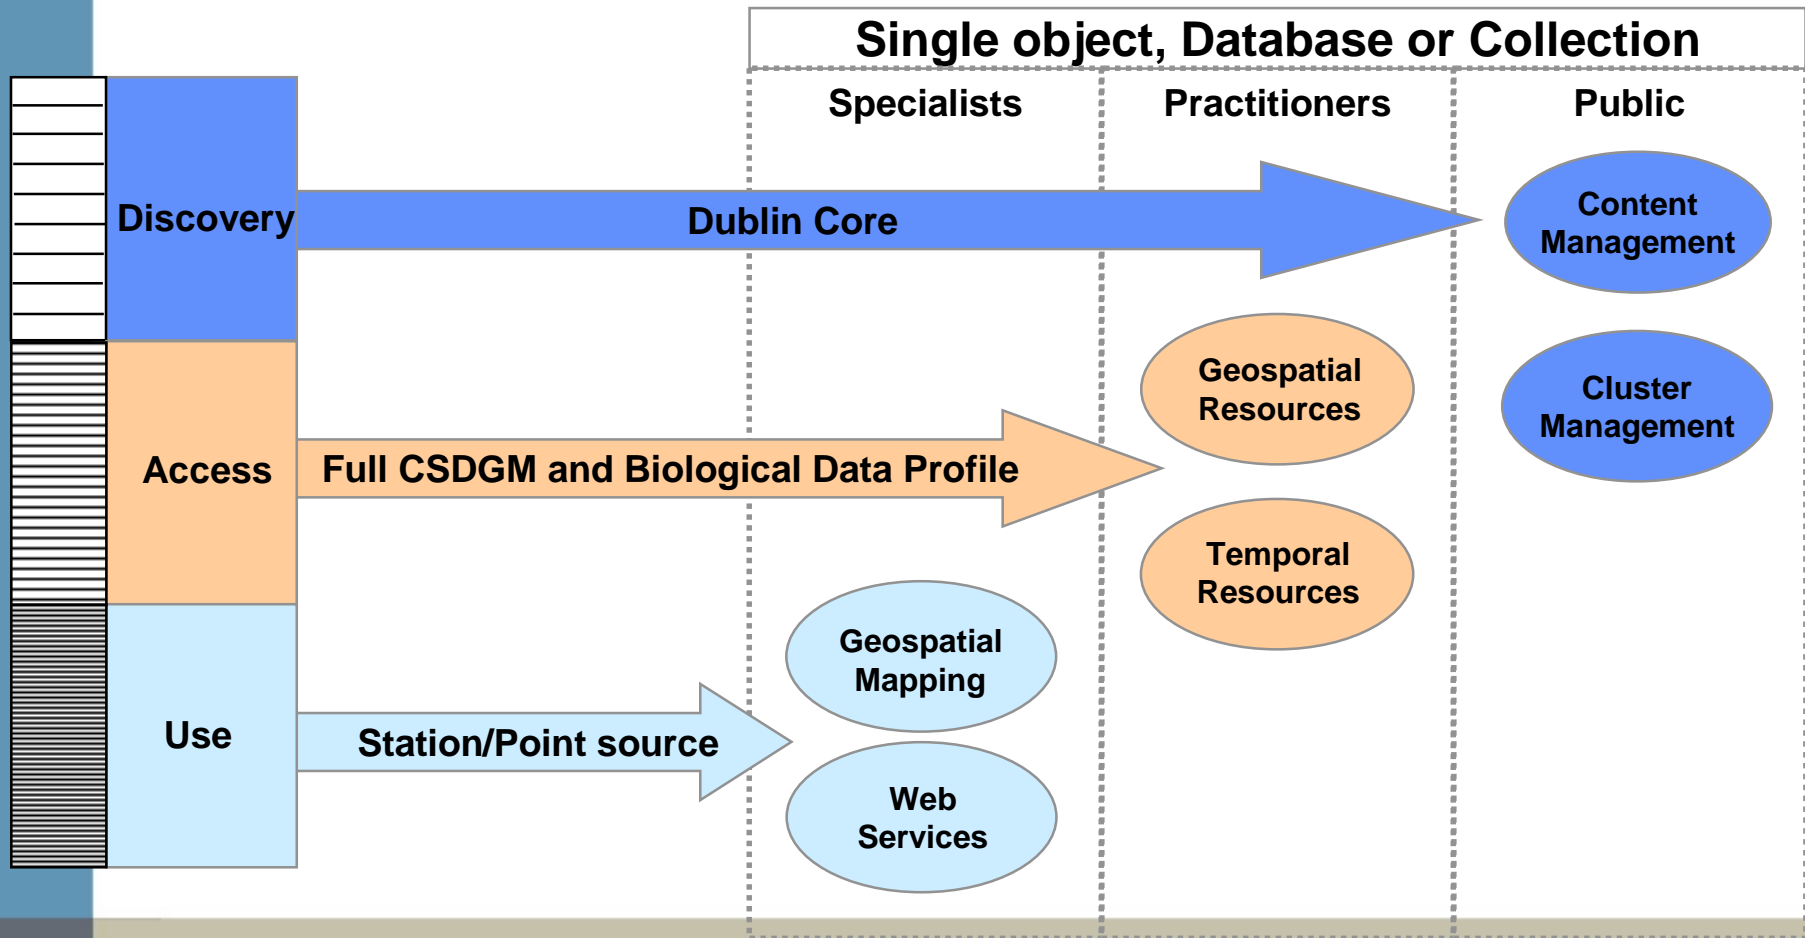 Single object, Database or Collection
Specialists
Practitioners
Public
Discovery
Dublin Core
Content
Management
Geospatial
Resources
Cluster
Management
Access
Full CSDGM and Biological Data Profile
Temporal
Resources
Geospatial
Mapping
Use
Station/Point source
Web
Services